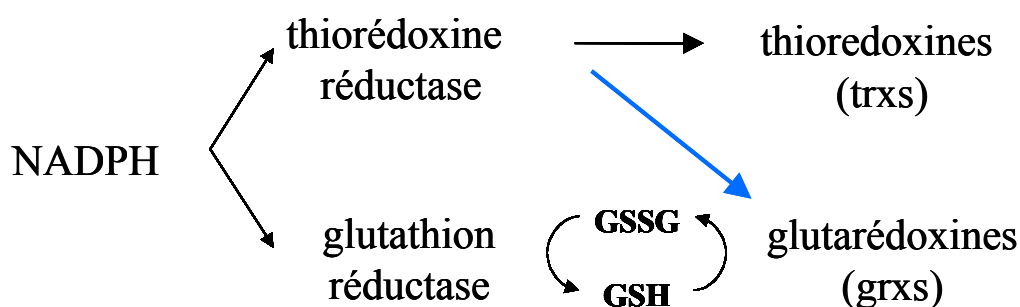 thiorédoxine
réductase
thioredoxines
(trxs)
NADPH
glutathion
réductase
GSSG
GSH
glutarédoxines
(grxs)